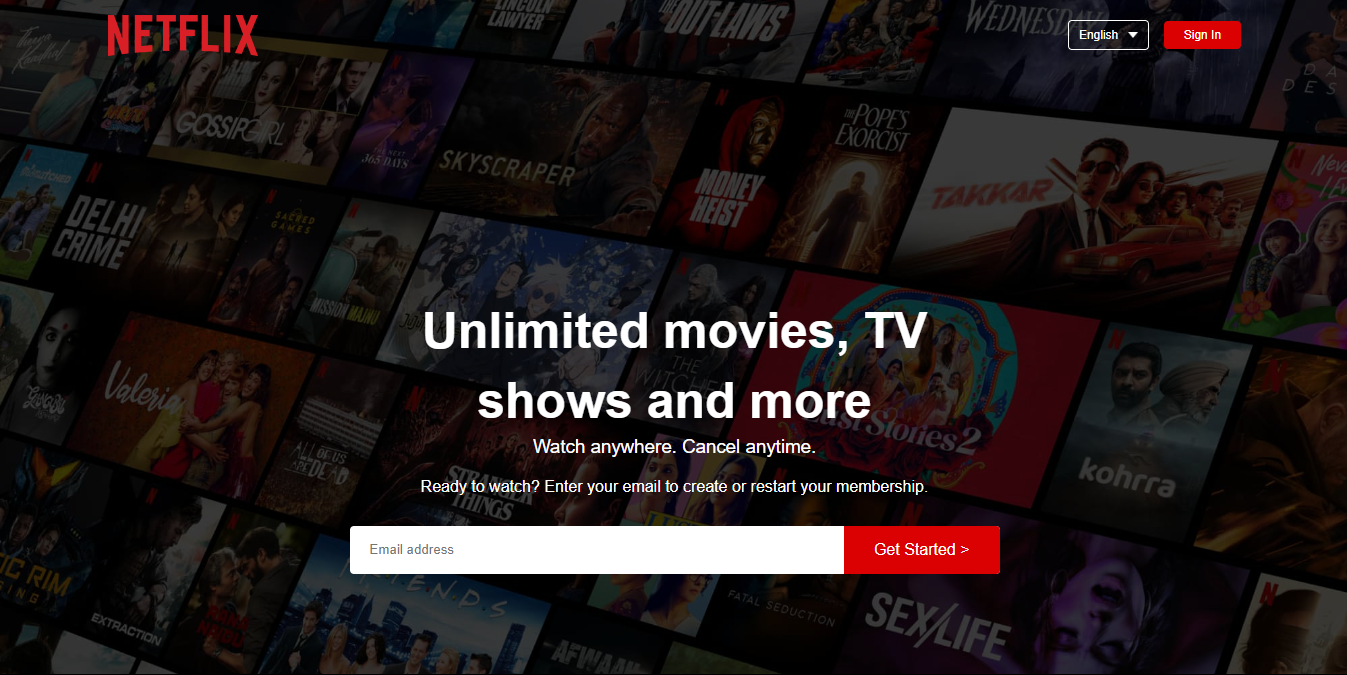 NETFLIX
English
Sign In
LINCOLN
LAWYER
THE OUT-LAWS
WEDNESDAY
GOSSIP GIRL
365 DAYS
SKYSCRAPER
MONEY
HEIST
THE POPE'S
EXORCIST
TAKKAR
DELHI
CRIME
SACRED
GAMES
MISSION MAJNU
Unlimited movies, TV
shows and more
Watch anywhere. Cancel anytime.
Ready to watch? Enter your email to create or restart your membership.
Email address
Get Started >
THE
WITCHER
Valeria
ALL OF US
ARE DEAD
STRANGER
THINGS
Lust Stories 2
kohrra
EXTRACTION
FATAL SEDUCTION
SEX/LIFE
AFWAAH